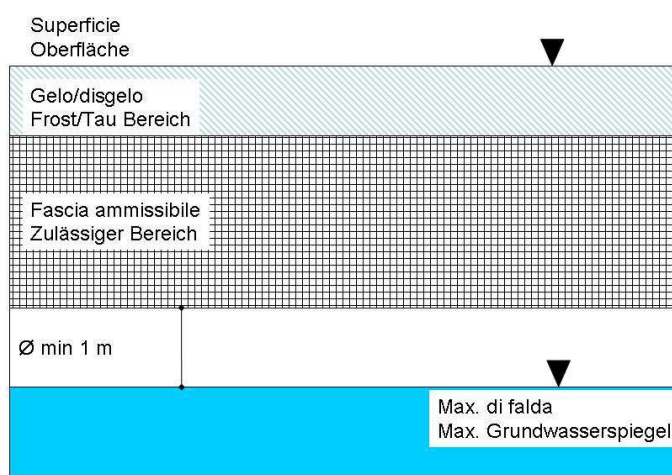 Superficie
Oberfläche
Gelo/disgelo
Frost/Tau Bereich
Fascia ammissibile
Zulässiger Bereich
Ø min 1 m
Max. di falda
Max. Grundwasserspiegel